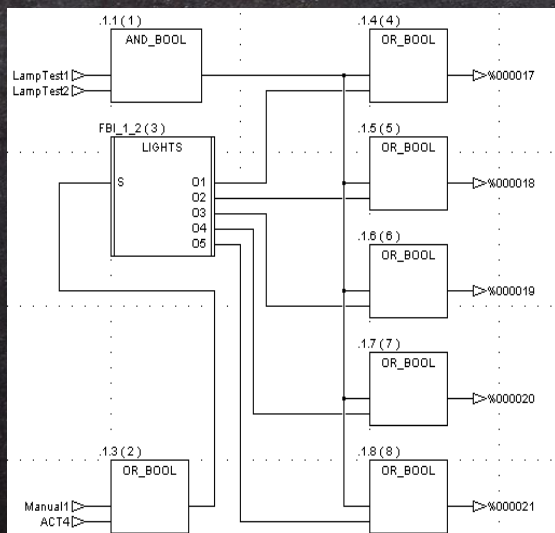 .1.1 (1)
AND_BOOL
LampTest1
LampTest2
.1.4 (4)
OR_BOOL
%000017
FBI_1_2 (3)
LIGHTS
S
O1
O2
O3
O4
O5
.1.5 (5)
OR_BOOL
%000018
.1.6 (6)
OR_BOOL
%000019
.1.7 (7)
OR_BOOL
%000020
.1.3 (2)
OR_BOOL
Manual1
ACT4
.1.8 (8)
OR_BOOL
%000021